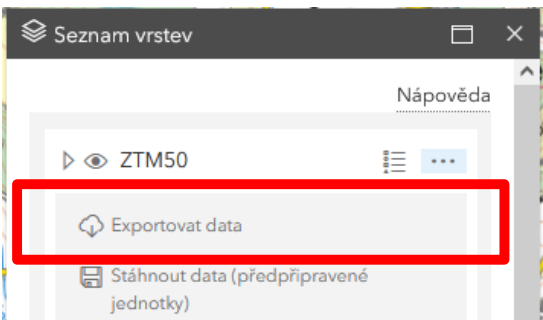 Seznam vrstev
Nápověda
ZTM50
Exportovat data
Stáhnout data (předpřipravené
jednotky)